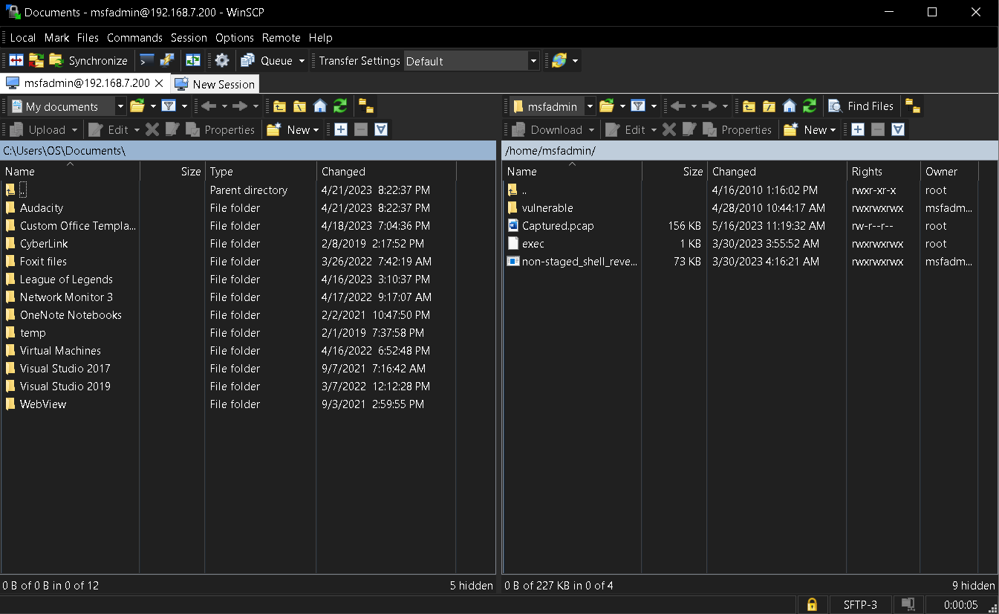 Documents - msfadmin@192.168.7.200 - WinSCP
Local Mark Files Commands Session Options Remote Help
Synchronize Queue Transfer Settings Default
msfadmin@192.168.7.200 New Session
My documents
Upload Edit Properties New
C:\Users\OS\Documents\
Name Size Type Changed
.. Parent directory 4/21/2023 8:22:37 PM
Audacity File folder 4/21/2023 8:22:37 PM
Custom Office Templa... File folder 4/18/2023 7:04:36 PM
CyberLink File folder 2/8/2019 2:17:52 PM
Foxit files File folder 3/26/2022 7:42:19 AM
League of Legends File folder 4/16/2023 3:10:37 PM
Network Monitor 3 File folder 4/17/2022 9:17:07 AM
OneNote Notebooks File folder 2/2/2021 10:47:50 PM
temp File folder 2/1/2019 7:37:58 PM
Virtual Machines File folder 4/16/2022 6:52:48 PM
Visual Studio 2017 File folder 9/7/2021 7:16:42 AM
Visual Studio 2019 File folder 3/7/2022 12:12:28 PM
WebView File folder 9/3/2021 2:59:55 PM
0 B of 0 B in 0 of 12 5 hidden
msfadmin Find Files
Download Edit Properties New
/home/msfadmin/
Name Size Changed Rights Owner
.. 4/16/2010 1:16:02 PM rwxr-xr-x root
vulnerable 4/28/2010 10:44:17 AM rwxrwxrwx msfadm...
Captured.pcap 156 KB 5/16/2023 11:19:32 AM rw-r--r-- root
exec 1 KB 3/30/2023 3:55:52 AM rwxrwxrwx root
non-staged_shell_reve... 73 KB 3/30/2023 4:16:21 AM rwxrwxrwx msfadm...
0 B of 227 KB in 0 of 4 9 hidden
SFTP-3 0:00:05